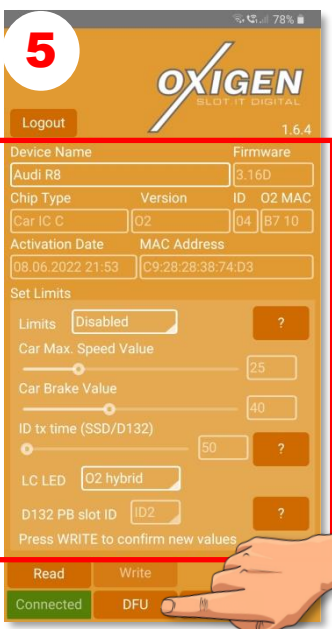 5
78%
OXIGEN
SLOT.IT DIGITAL
Logout
1.6.4
Device Name Firmware
Audi R8 3.16D
Chip Type Version ID O2 MAC
Car IC C O2 04 B7 10
Activation Date MAC Address
08.06.2022 21:53 C9:28:28:38:74:D3
Set Limits
Limits Disabled ?
Car Max. Speed Value
25
Car Brake Value
40
ID tx time (SSD/D132)
50 ?
LC LED O2 hybrid
D132 PB slot ID ID2 ?
Press WRITE to confirm new values
Read Write
Connected DFU